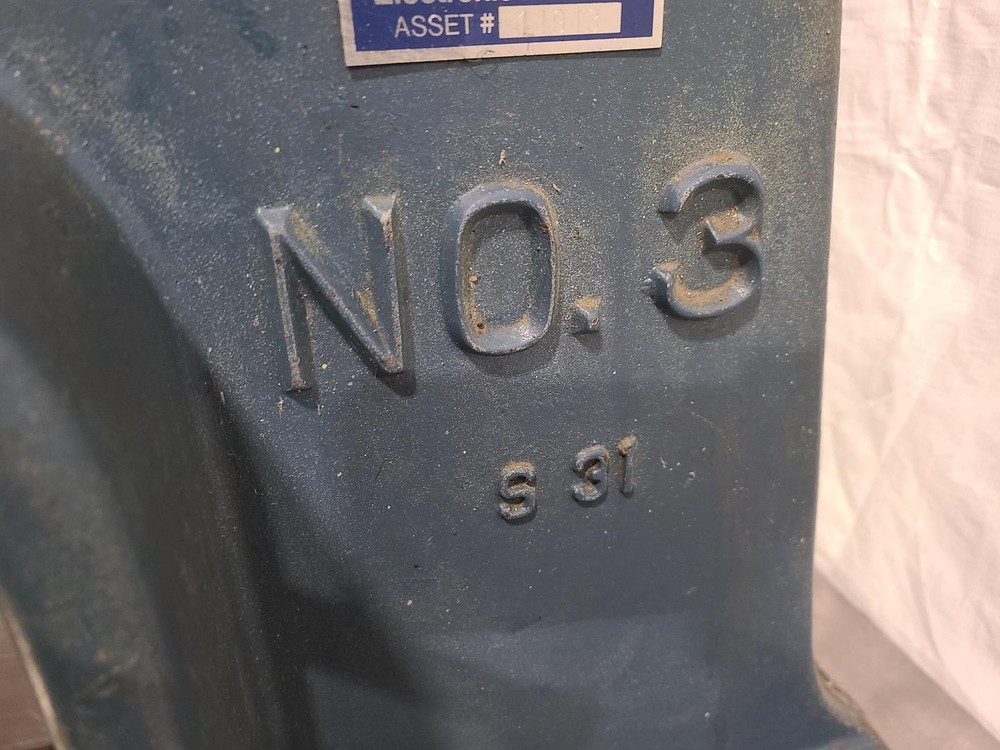 ASSET #
NO. 3
S 31